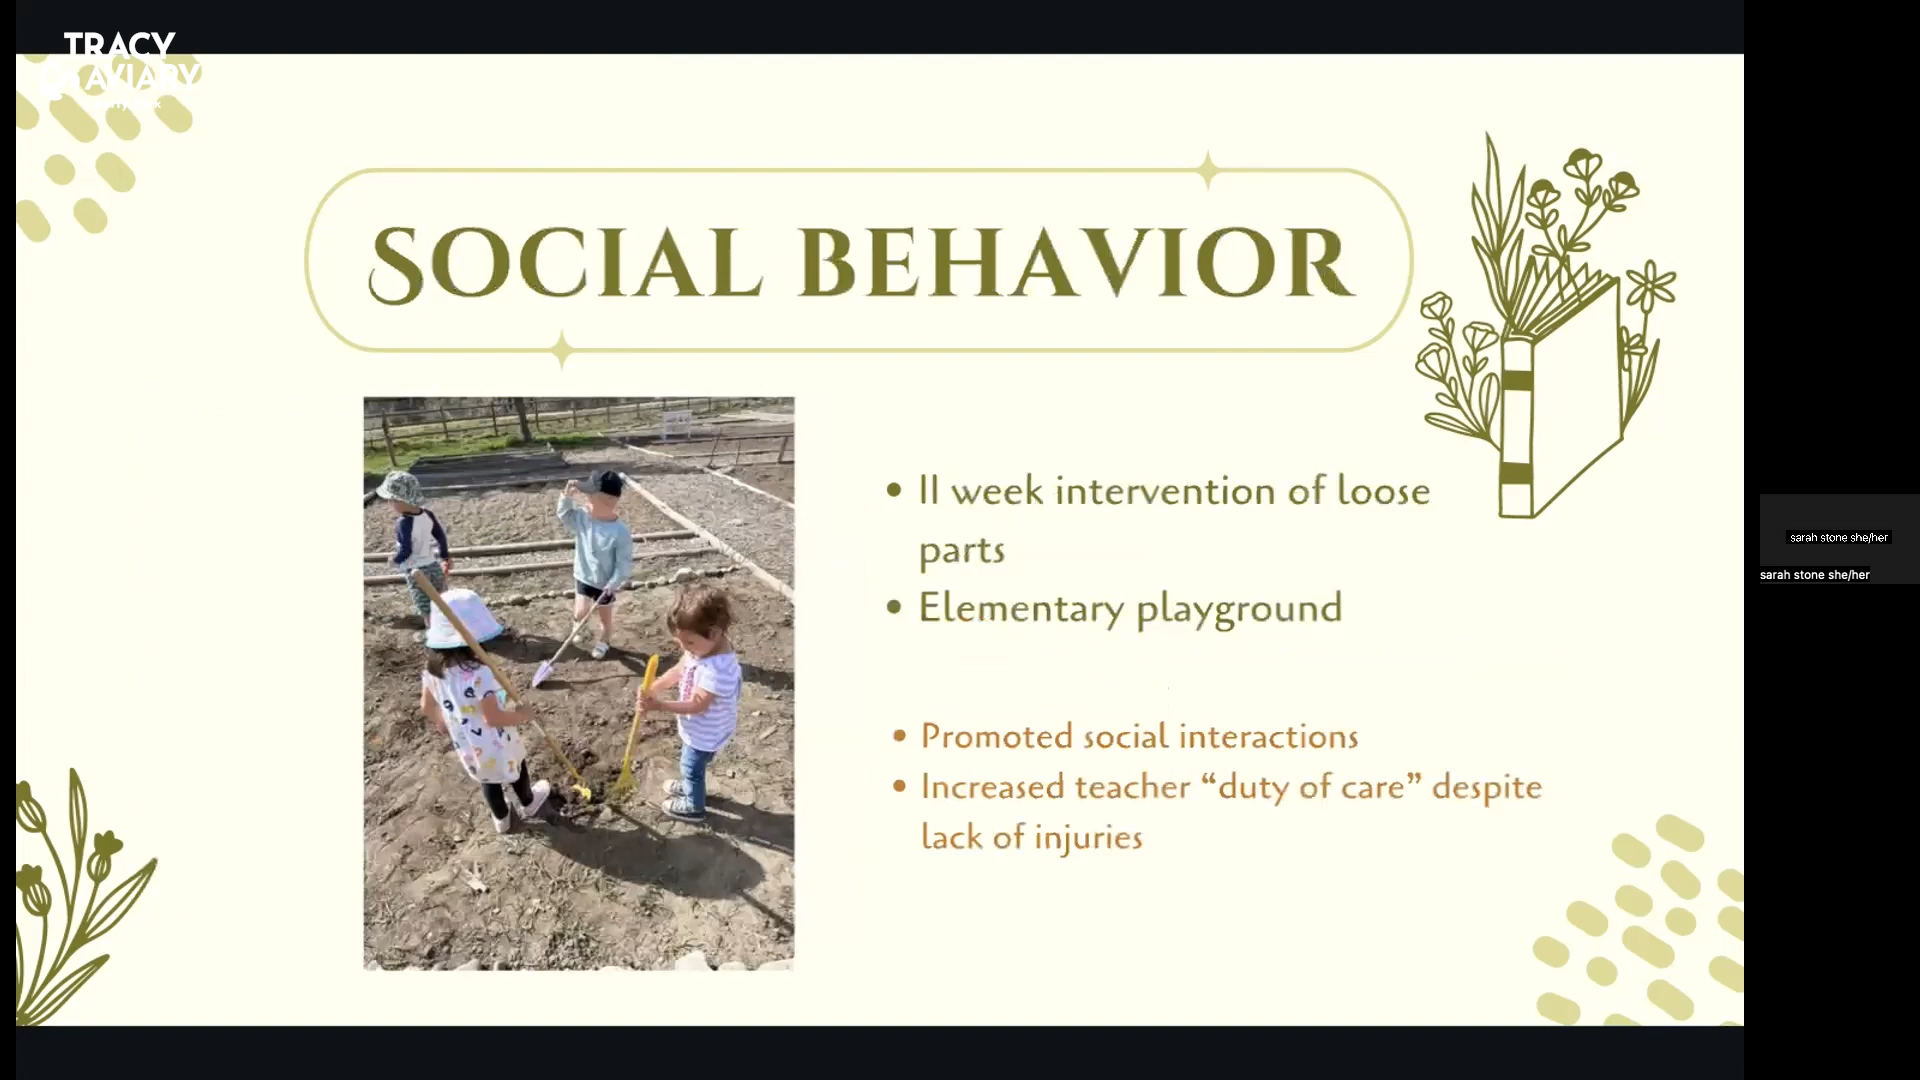 TRACY
AVIARY
SOCIAL BEHAVIOR
• 11 week intervention of loose
parts
• Elementary playground
• Promoted social interactions
• Increased teacher “duty of care” despite
lack of injuries
sarah stone she/her
sarah stone she/her